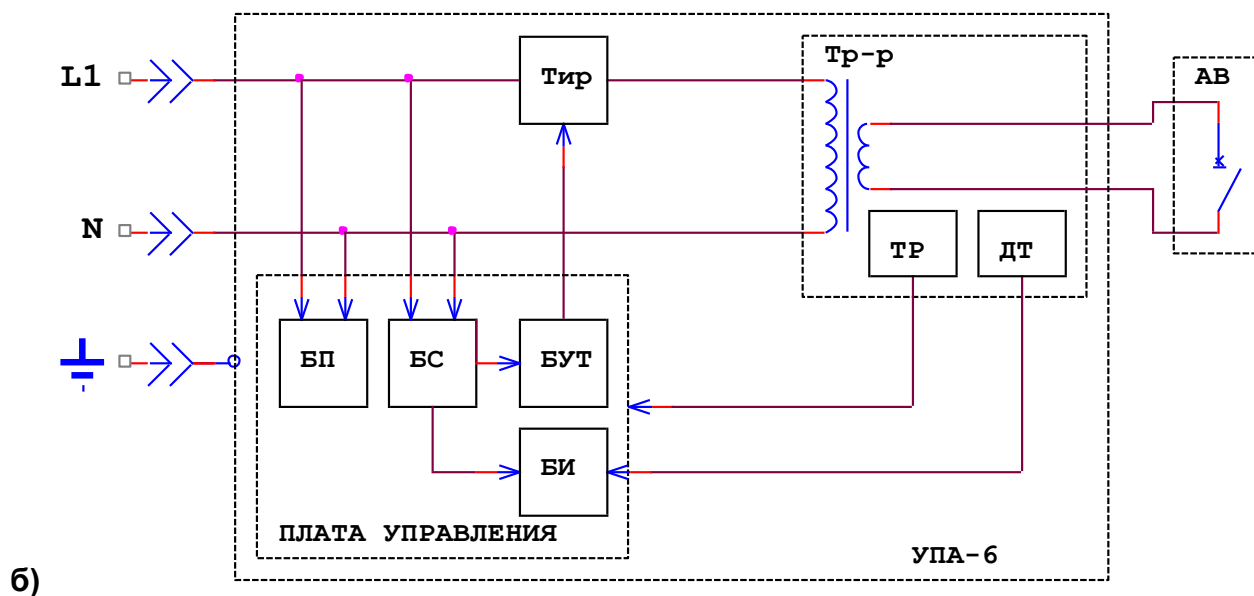 Тр-р
L1
Тир
АВ
N
ТР
ДТ
БП
БС
БУТ
БИ
ПЛАТА УПРАВЛЕНИЯ
УПА-6
б)